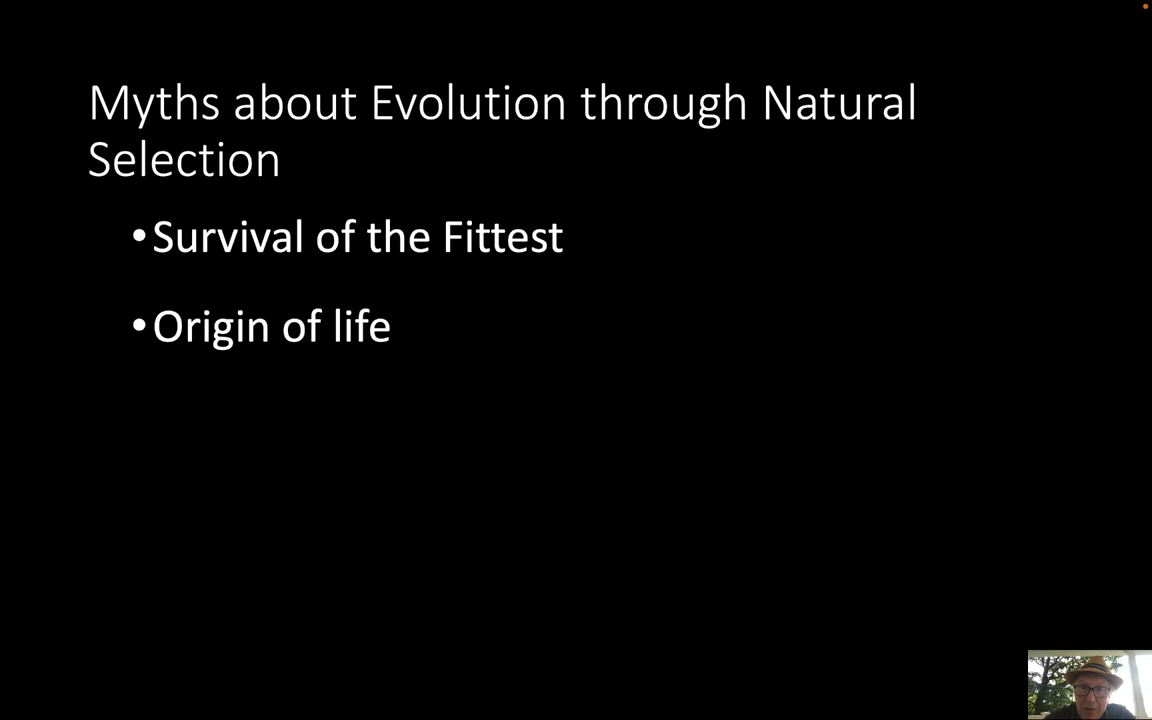 Myths about Evolution through Natural
Selection
•Survival of the Fittest
•Origin of life